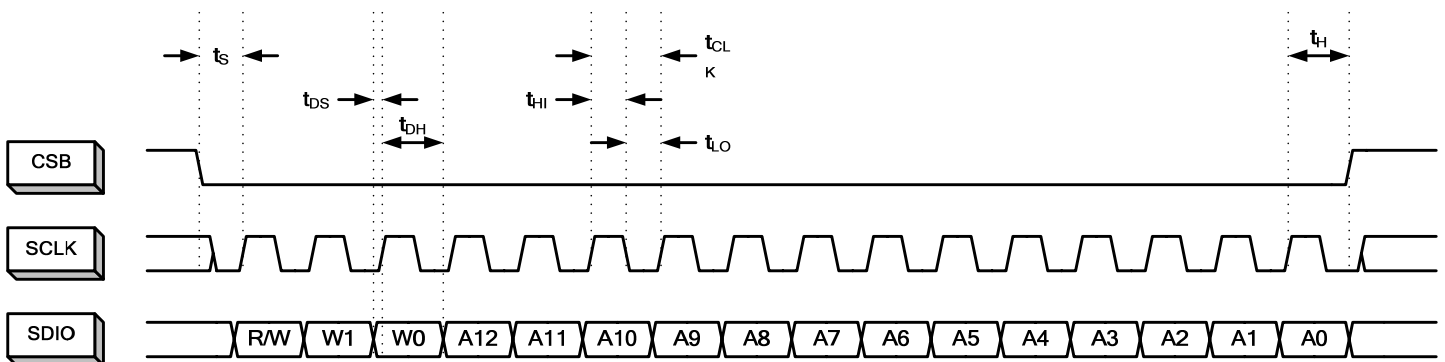 tS
tCL
K
tH
tDS
tHI
tDH
tLO
CSB
SCLK
SDIO R/W W1 W0 A12 A11 A10 A9 A8 A7 A6 A5 A4 A3 A2 A1 A0